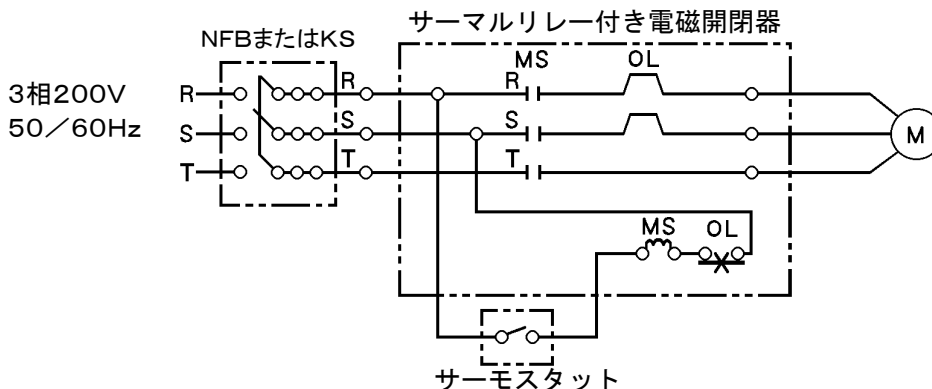 サーマルリレー付き電磁開閉器
NFBまたはKS
MS OL
3相200V
50／60Hz
R R R
S S S
T T T
M
MS OL
サーモスタット